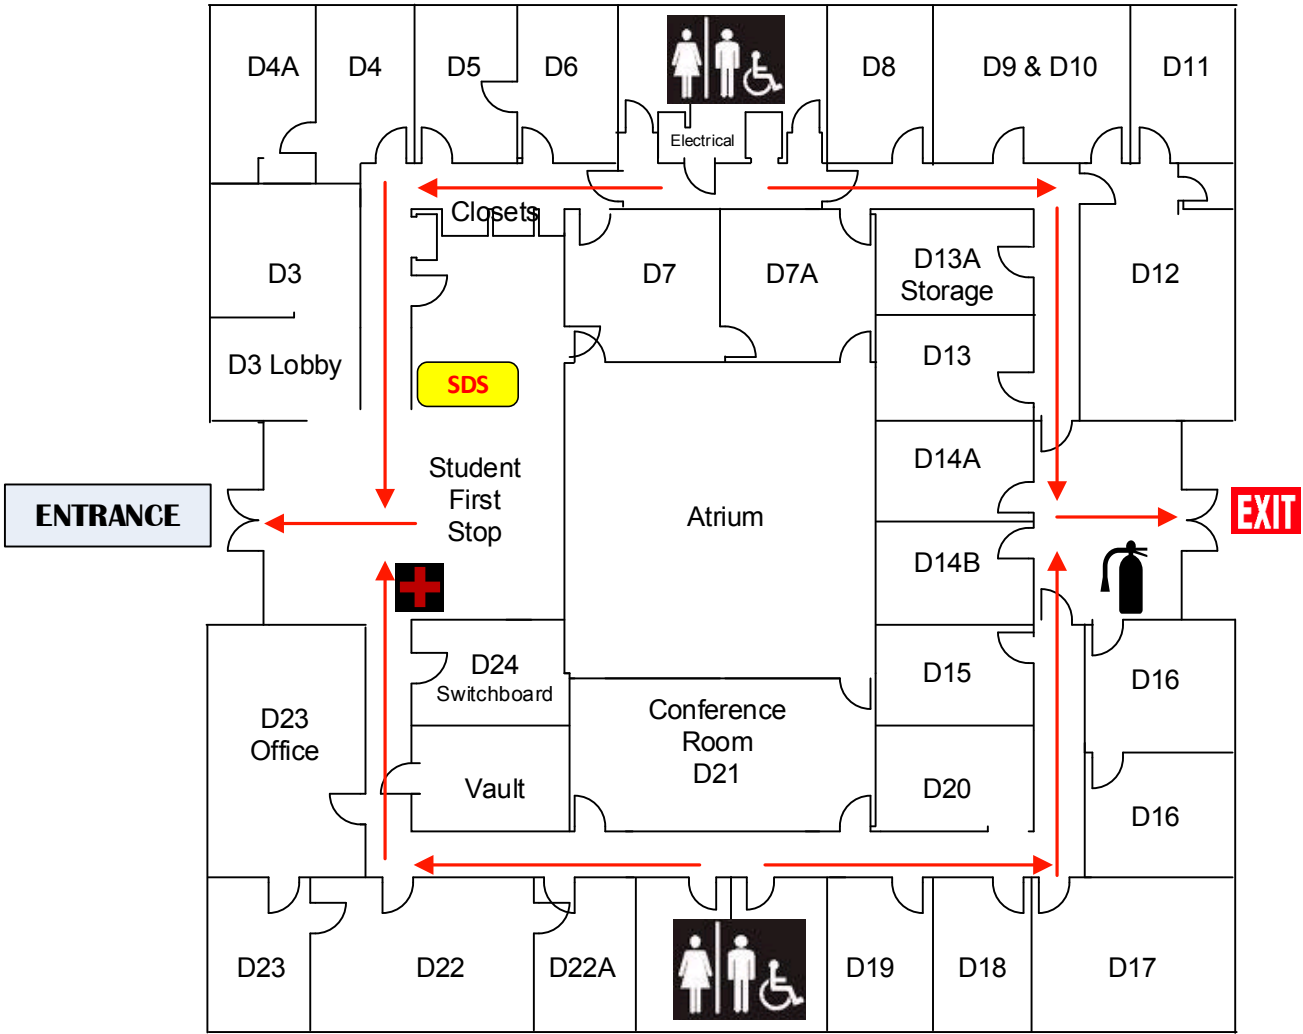 D4A
D4
D5
D6
D8
D9 & D10
D11
Electrical
Closets
D3
D7
D7A
D13A
Storage
D12
D3 Lobby
SDS
D13
Student
First
Stop
D14A
ENTRANCE
Atrium
EXIT
D14B
D24
Switchboard
D15
D16
D23
Office
Conference
Room
D21
Vault
D20
D16
D23
D22
D22A
D19
D18
D17